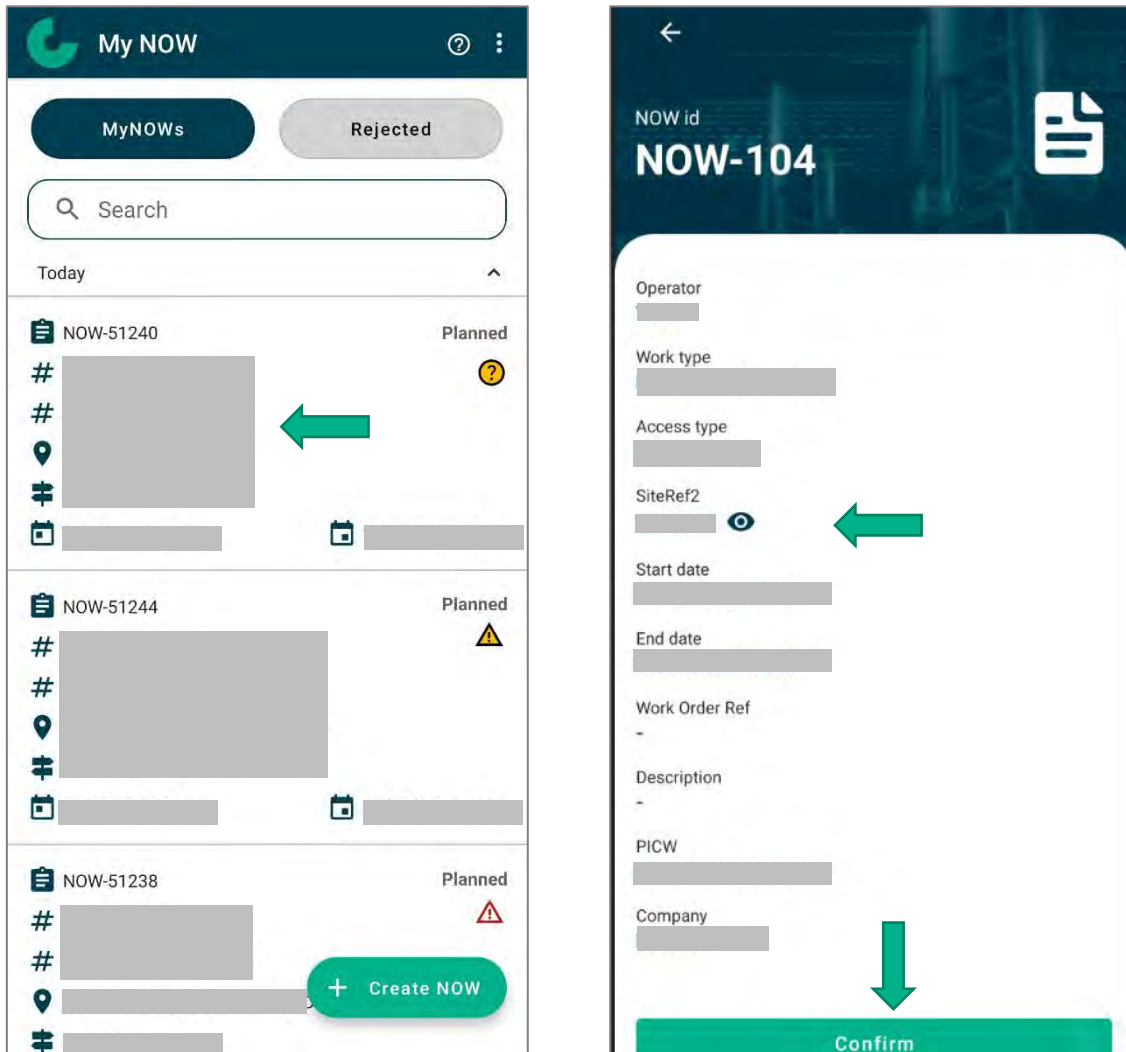 My NOW
MyNOWs
Rejected
Search
Today
NOW-51240
Planned
NOW-51244
Planned
NOW-51238
Planned
+ Create NOW
NOW id
NOW-104
Operator
Work type
Access type
SiteRef2
Start date
End date
Work Order Ref
-
Description
-
PICW
Company
Confirm